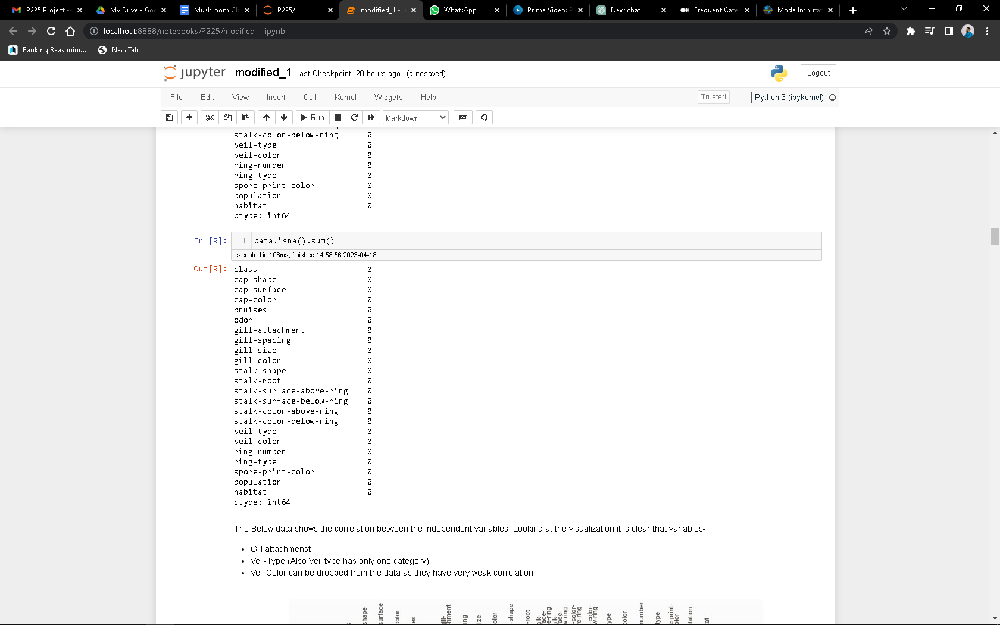 P225 Project -
My Drive - Goo
Mushroom Cl
P225/
modified_1 - J
WhatsApp
Prime Video: P
New chat
Frequent Cate
Mode Imputat
localhost:8888/notebooks/P225/modified_1.ipynb
Banking Reasoning...
New Tab
jupyter modified_1 Last Checkpoint: 20 hours ago (autosaved)
Logout
File Edit View Insert Cell Kernel Widgets Help
Trusted
Python 3 (ipykernel)
Run
Markdown
stalk-color-below-ring 0
veil-type 0
veil-color 0
ring-number 0
ring-type 0
spore-print-color 0
population 0
habitat 0
dtype: int64
In [9]: 1 data.isna().sum()
executed in 108ms, finished 14:58:56 2023-04-18
Out[9]: class 0
cap-shape 0
cap-surface 0
cap-color 0
bruises 0
odor 0
gill-attachment 0
gill-spacing 0
gill-size 0
gill-color 0
stalk-shape 0
stalk-root 0
stalk-surface-above-ring 0
stalk-surface-below-ring 0
stalk-color-above-ring 0
stalk-color-below-ring 0
veil-type 0
veil-color 0
ring-number 0
ring-type 0
spore-print-color 0
population 0
habitat 0
dtype: int64
The Below data shows the correlation between the independent variables. Looking at the visualization it is clear that variables-
• Gill attachmenst
• Veil-Type (Also Veil type has only one category)
• Veil Color can be dropped from the data as they have very weak correlation.